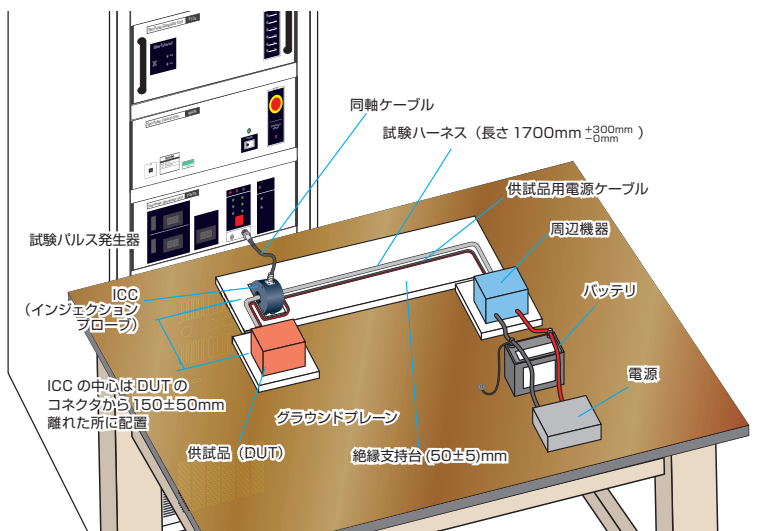 同軸ケーブル
試験ハーネス（長さ 1700mm +300mm −0mm ）
供試品用電源ケーブル
周辺機器
試験パルス発生器
バッテリ
ICC
（インジェクション
プローブ）
電源
ICC の中心は DUT の
コネクタから 150±50mm
離れた所に配置
グラウンドプレーン
供試品（DUT）
絶縁支持台 (50±5)mm